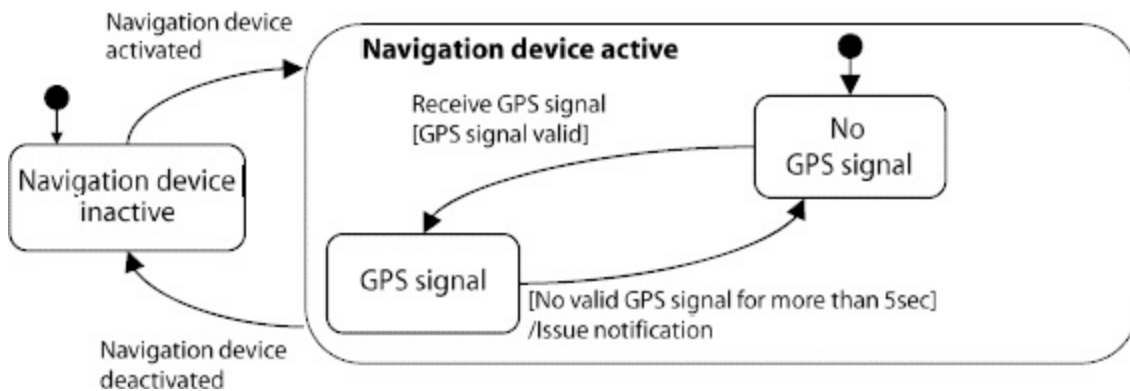 Navigation device
activated
Navigation device active
Receive GPS signal
[GPS signal valid]
No
GPS signal
Navigation device
inactive
GPS signal
[No valid GPS signal for more than 5sec]
/Issue notification
Navigation device
deactivated